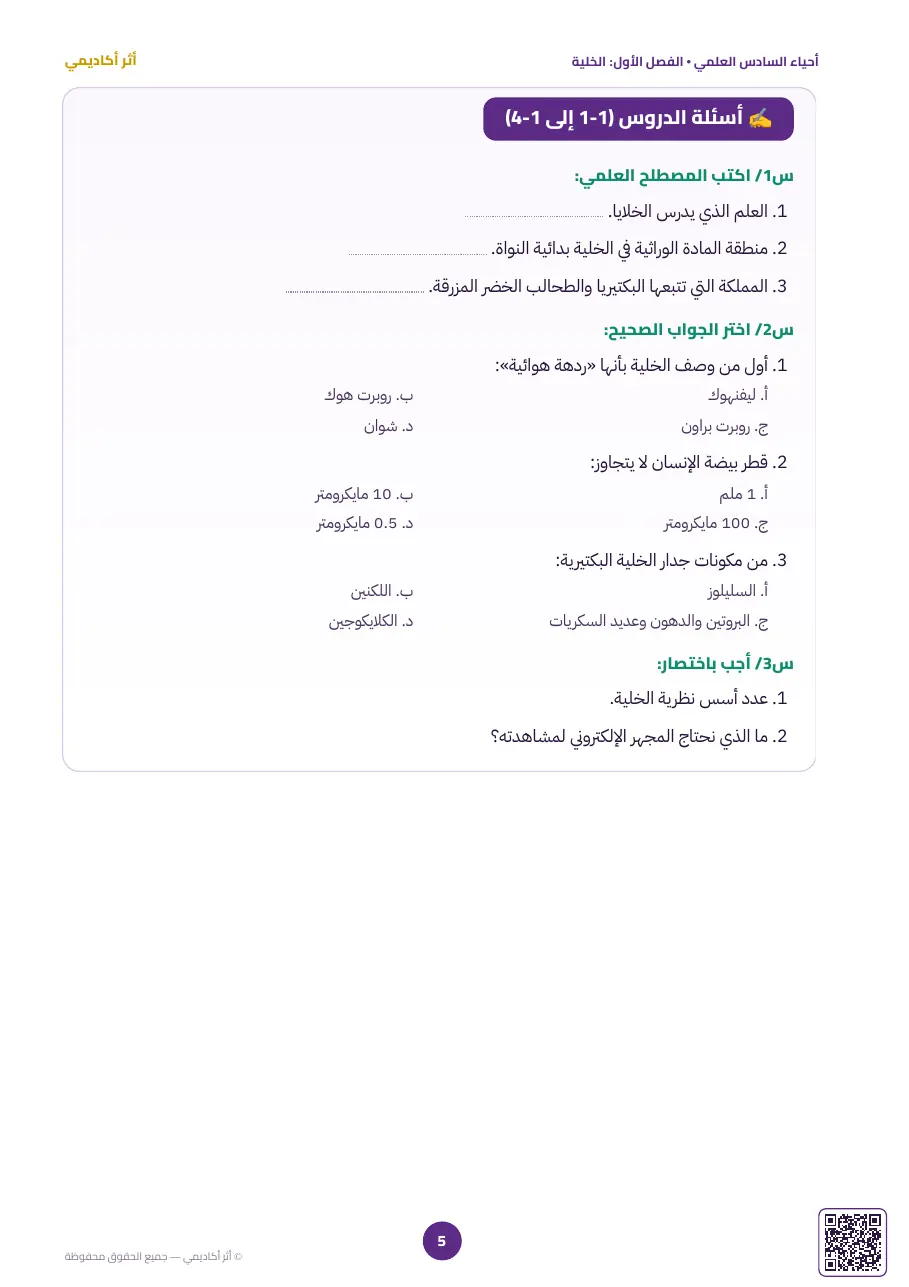 أحياء السادس العلمي • الفصل الأول: الخلية
أثر أكاديمي
✍️ أسئلة الدروس (1-1 إلى 1-4)
س1/ اكتب المصطلح العلمي:
1. العلم الذي يدرس الخلايا.
2. منطقة المادة الوراثية في الخلية بدائية النواة.
3. المملكة التي تتبعها البكتيريا والطحالب الخضر المزرقة.
س2/ اختر الجواب الصحيح:
1. أول من وصف الخلية بأنها «ردهة هوائية»:
أ. ليفنهوك ب. روبرت هوك
ج. روبرت براون د. شوان
2. قطر بيضة الإنسان لا يتجاوز:
أ. 1 ملم ب. 10 مايكرومتر
ج. 100 مايكرومتر د. 0.5 مايكرومتر
3. من مكونات جدار الخلية البكتيرية:
أ. السليلوز ب. اللكنين
ج. البروتين والدهون وعديد السكريات د. الكلايكوجين
س3/ أجب باختصار:
1. عدد أسس نظرية الخلية.
2. ما الذي نحتاج المجهر الإلكتروني لمشاهدته؟
5
© أثر أكاديمي — جميع الحقوق محفوظة